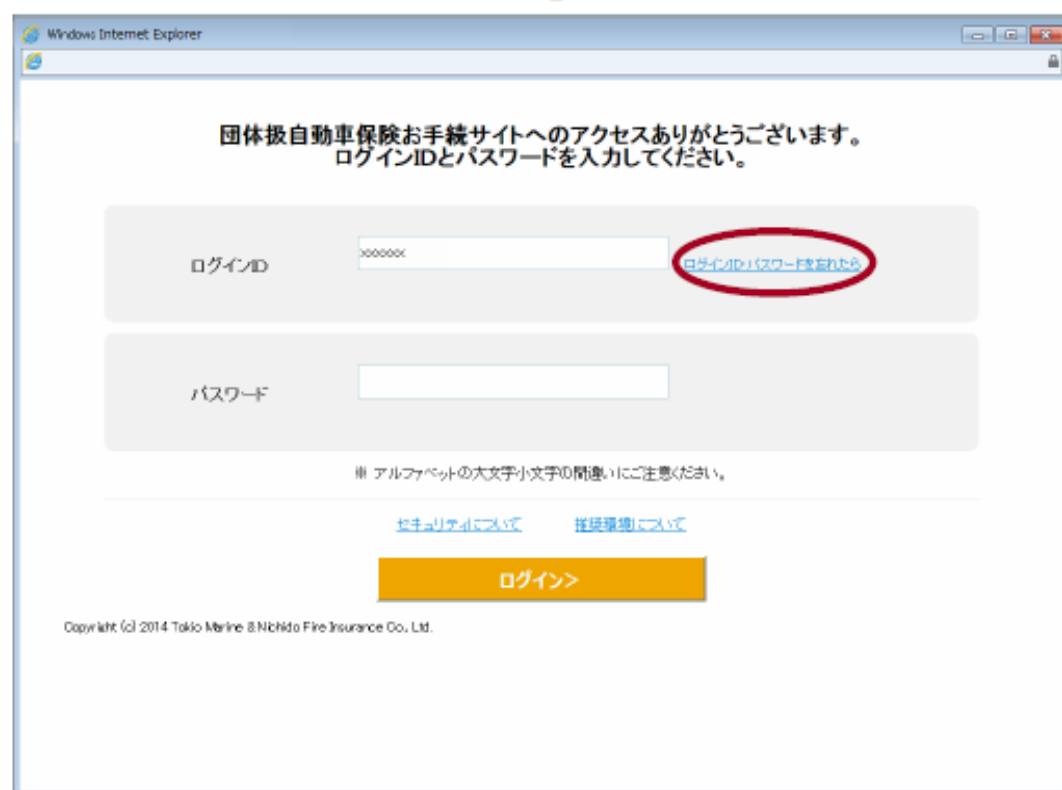 Windows Internet Explorer
団体扱自動車保険お手続サイトへのアクセスありがとうございます。
ログインIDとパスワードを入力してください。
ログインID
xxxxxxx
ログインID・パスワードを忘れたら
パスワード
※ アルファベットの大文字小文字の間違いにご注意ください。
セキュリティについて
推奨環境について
ログイン>
Copyright (c) 2014 Tokio Marine & Nichido Fire Insurance Co., Ltd.